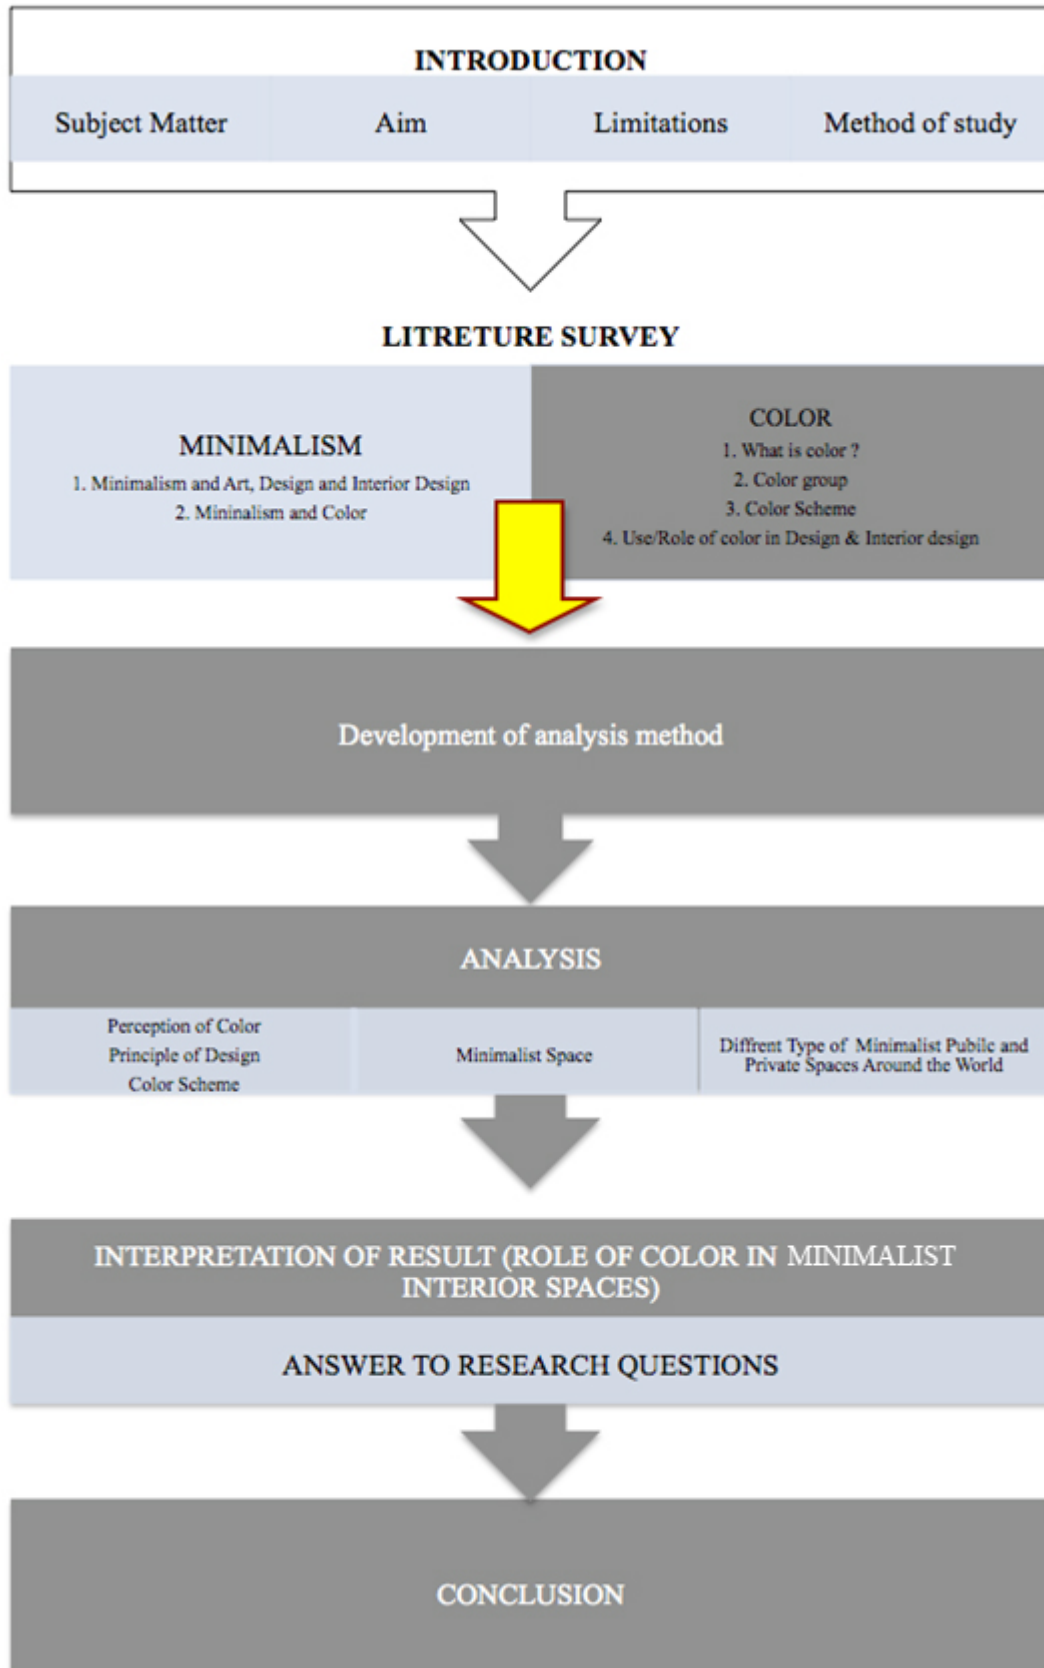 INTRODUCTION
Subject Matter
Aim
Limitations
Method of study
LITRETURE SURVEY
MINIMALISM
1. Minimalism and Art, Design and Interior Design
2. Mininalism and Color
COLOR
1. What is color ?
2. Color group
3. Color Scheme
4. Use/Role of color in Design & Interior design
Development of analysis method
ANALYSIS
Perception of Color
Principle of Design
Color Scheme
Minimalist Space
Diffrent Type of Minimalist Pubilc and
Private Spaces Around the World
INTERPRETATION OF RESULT (ROLE OF COLOR IN MINIMALIST
INTERIOR SPACES)
ANSWER TO RESEARCH QUESTIONS
CONCLUSION